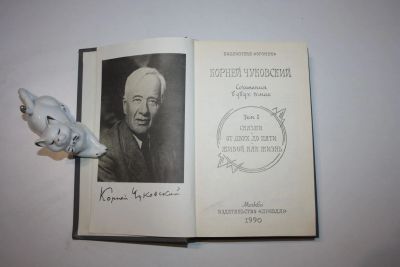 Корней Чуковский
БИБЛИОТЕКА «ОГОНЕК»
КОРНЕЙ ЧУКОВСКИЙ
Сочинения
в двух томах
Том 1
СКАЗКИ
ОТ ДВУХ ДО ПЯТИ
ЖИВОЙ КАК ЖИЗНЬ
Москва
ИЗДАТЕЛЬСТВО «ПРАВДА»
1990